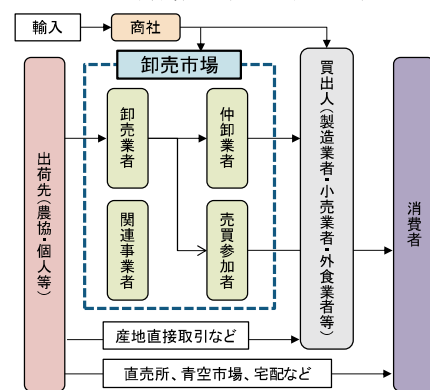 輸入
商社
卸売市場
出荷先(農協・個人等)
卸売業者
仲卸業者
関連事業者
売買参加者
買出人(製造業者・小売業者・外食業者等)
消費者
産地直接取引など
直売所、青空市場、宅配など